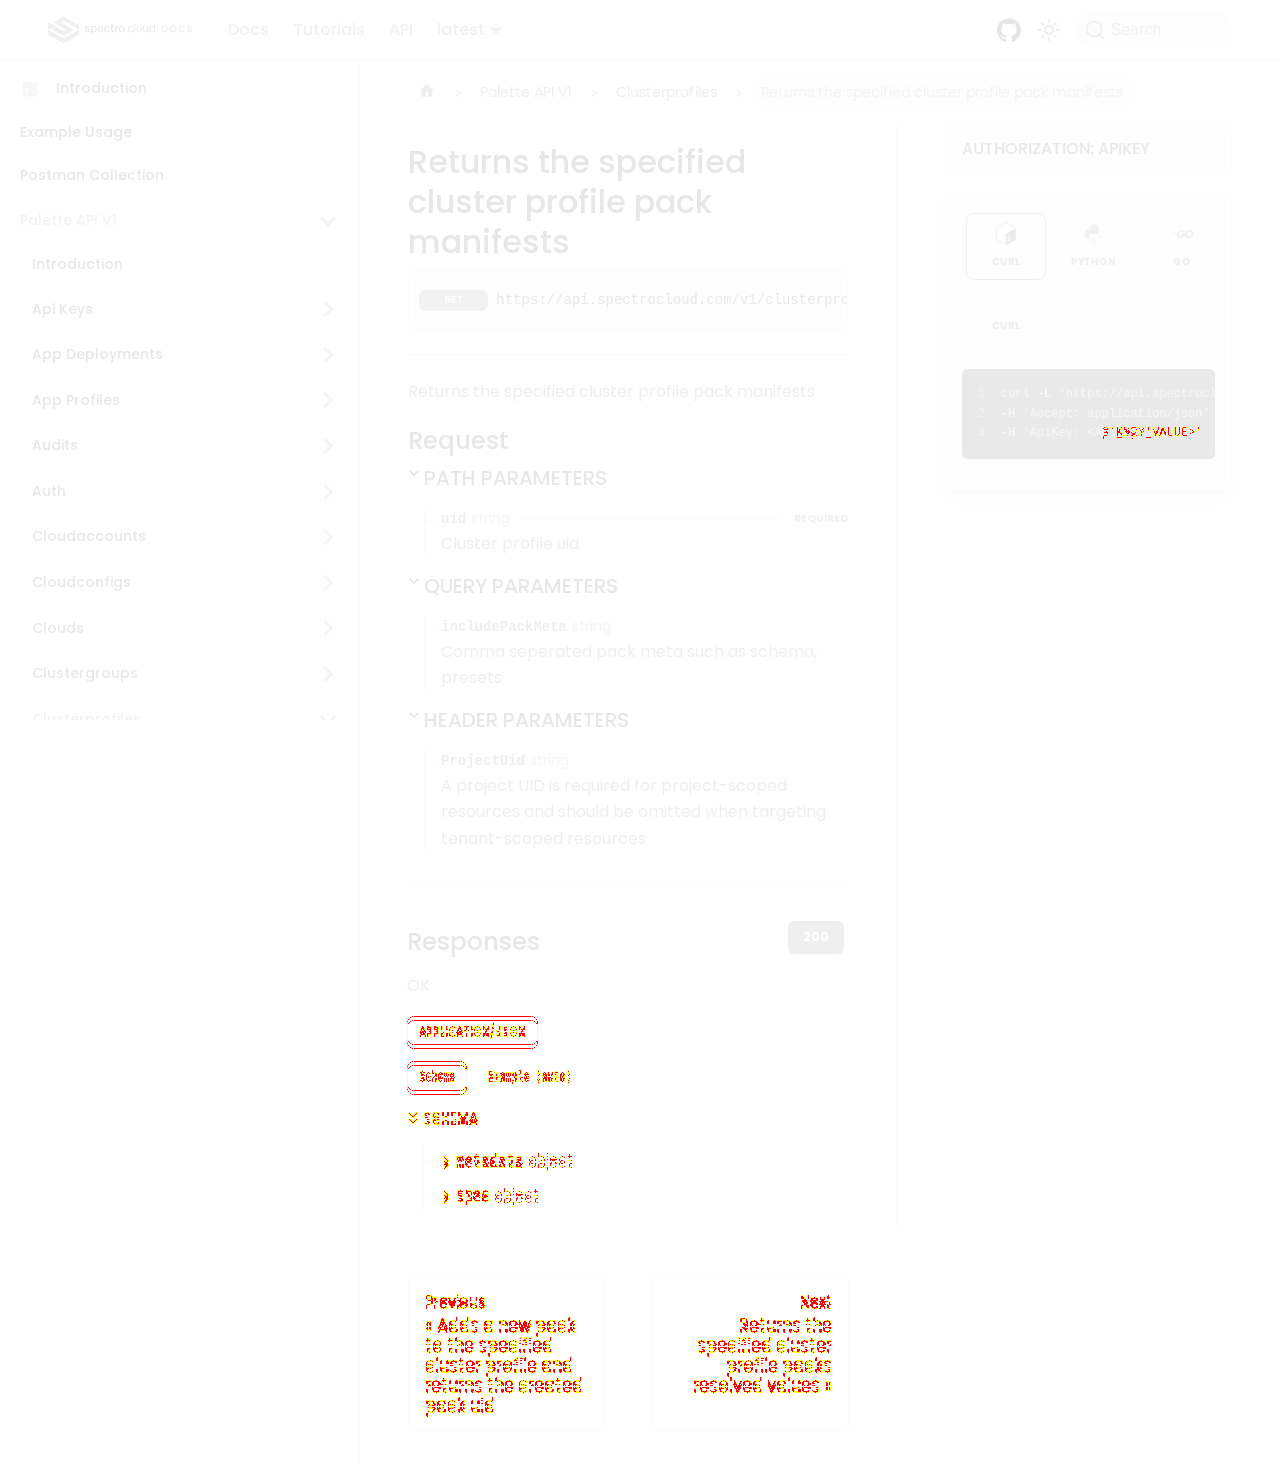 spectro cloud DOCS
Docs
Tutorials
API
latest
Search
Introduction
Example Usage
Postman Collection
Palette API V1
Introduction
Api Keys
App Deployments
App Profiles
Audits
Auth
Cloudaccounts
Cloudconfigs
Clouds
Clustergroups
Clusterprofiles
Palette API V1
Clusterprofiles
Returns the specified cluster profile pack manifests
Returns the specified
cluster profile pack
manifests
GET https://api.spectrocloud.com/v1/clusterpro
Returns the specified cluster profile pack manifests
Request
PATH PARAMETERS
uid string REQUIRED
Cluster profile uid
QUERY PARAMETERS
includePackMeta string
Comma seperated pack meta such as schema,
presets
HEADER PARAMETERS
ProjectUid string
A project UID is required for project-scoped
resources and should be omitted when targeting
tenant-scoped resources
Responses
200
OK
APPLICATION/JSON
Schema
Example (auto)
SCHEMA
metadata object
spec object
Previous
« Adds a new pack
to the specified
cluster profile and
returns the created
pack uid
Next
Returns the
specified cluster
profile packs
resolved values »
AUTHORIZATION: APIKEY
CURL
PYTHON
GO
GO
CURL
1 curl -L 'https://api.spectrocl
2 -H 'Accept: application/json'
3 -H 'ApiKey: <A
VALUE>'